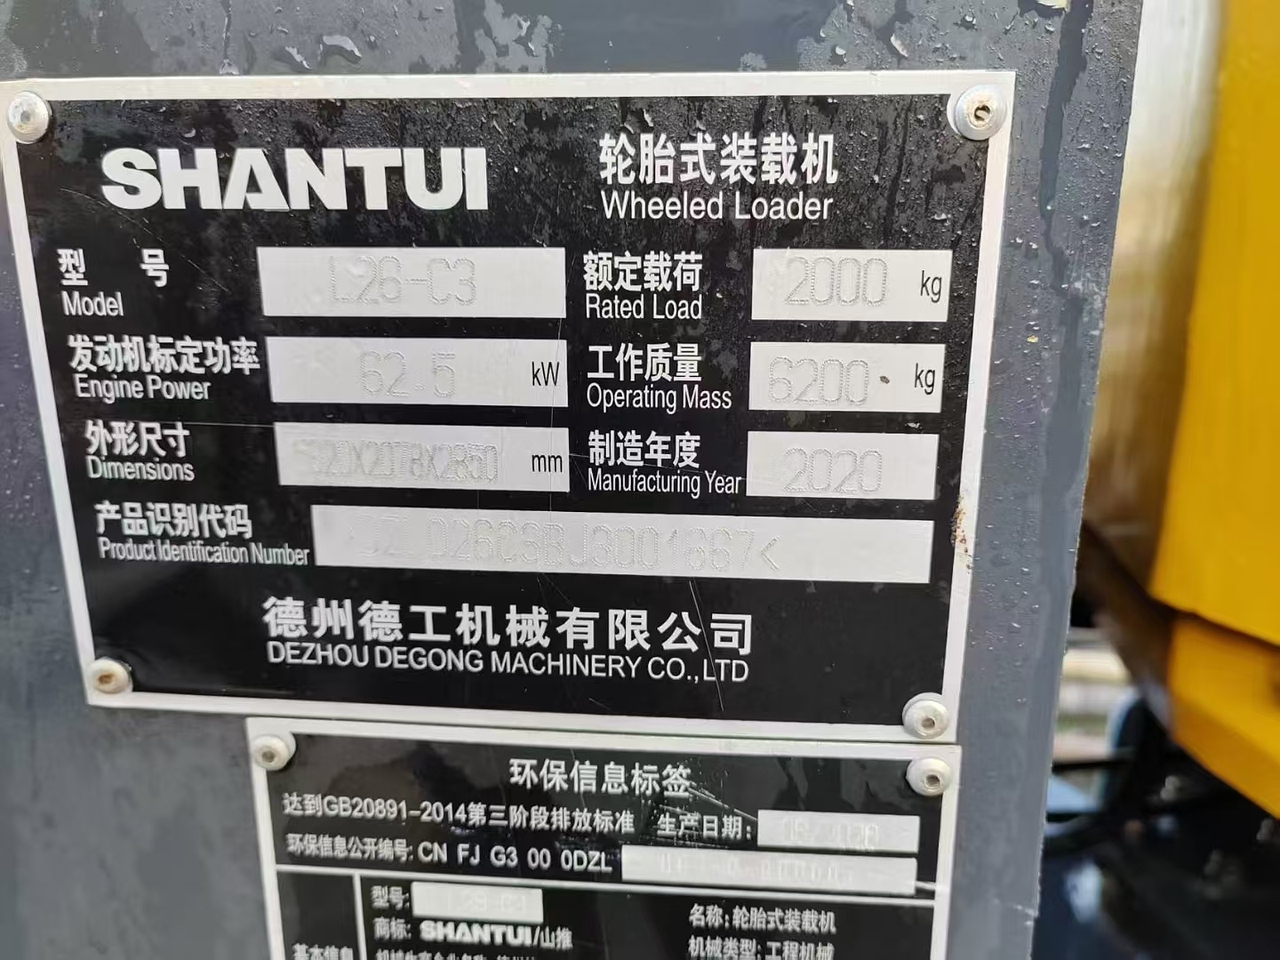 SHANTUI
轮胎式装载机
Wheeled Loader
型 号 L26-C3 额定载荷 2000 kg
Model Rated Load
发动机标定功率 62.5 kW 工作质量 6200 kg
Engine Power Operating Mass
外形尺寸 mm 制造年度 2020
Dimensions Manufacturing Year
产品识别代码
Product Identification Number
德州德工机械有限公司
DEZHOU DEGONG MACHINERY CO.,LTD
环保信息标签
达到GB20891-2014第三阶段排放标准 生产日期:
环保信息公开编号: CN FJ G3 00 0DZL
型号: 名称: 轮胎式装载机
商标: SHANTUI/山推 机械类型: 工程机械
基本信息